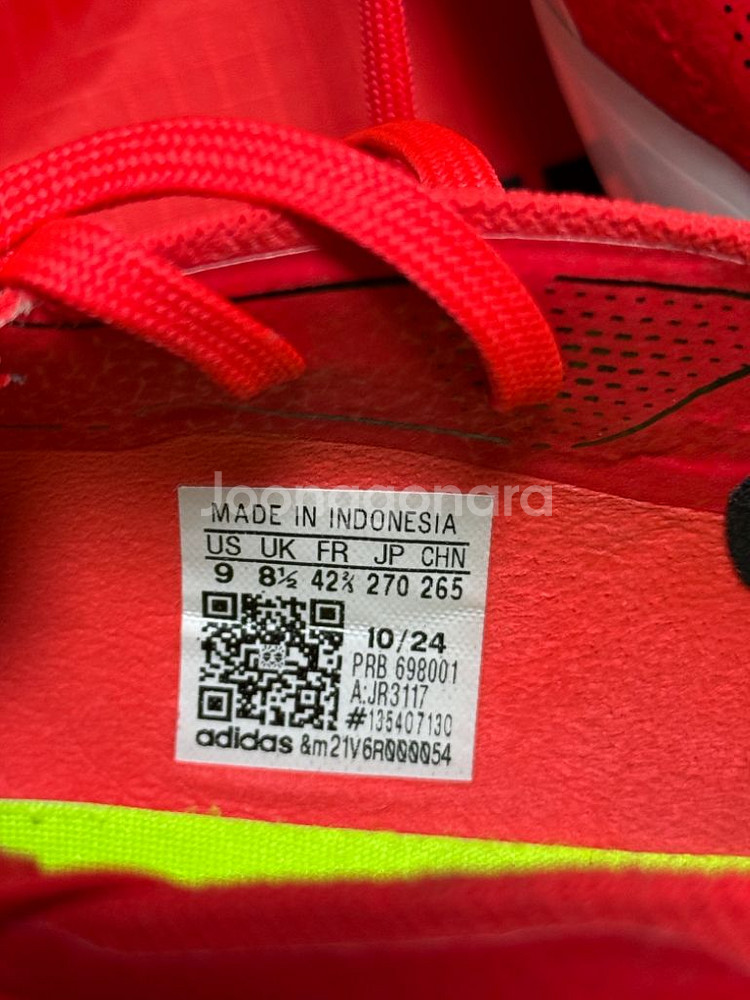 Joonggonara
MADE IN INDONESIA
US UK FR JP CHN
9 8½ 42⅔ 270 265
10/24
PRB 698001
A:JR3117
#135407130
adidas &m21V6R000054